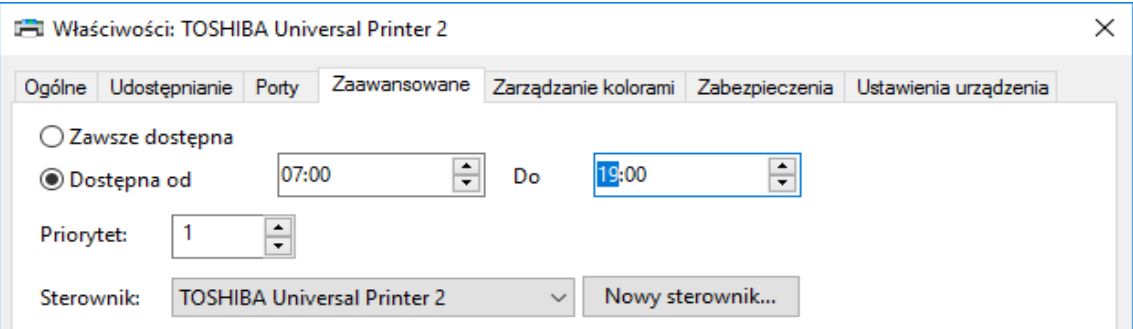 Właściwości: TOSHIBA Universal Printer 2
Ogólne Udostępnianie Porty Zaawansowane Zarządzanie kolorami Zabezpieczenia Ustawienia urządzenia
Zawsze dostępna
Dostępna od 07:00 Do 19:00
Priorytet: 1
Sterownik: TOSHIBA Universal Printer 2 Nowy sterownik...